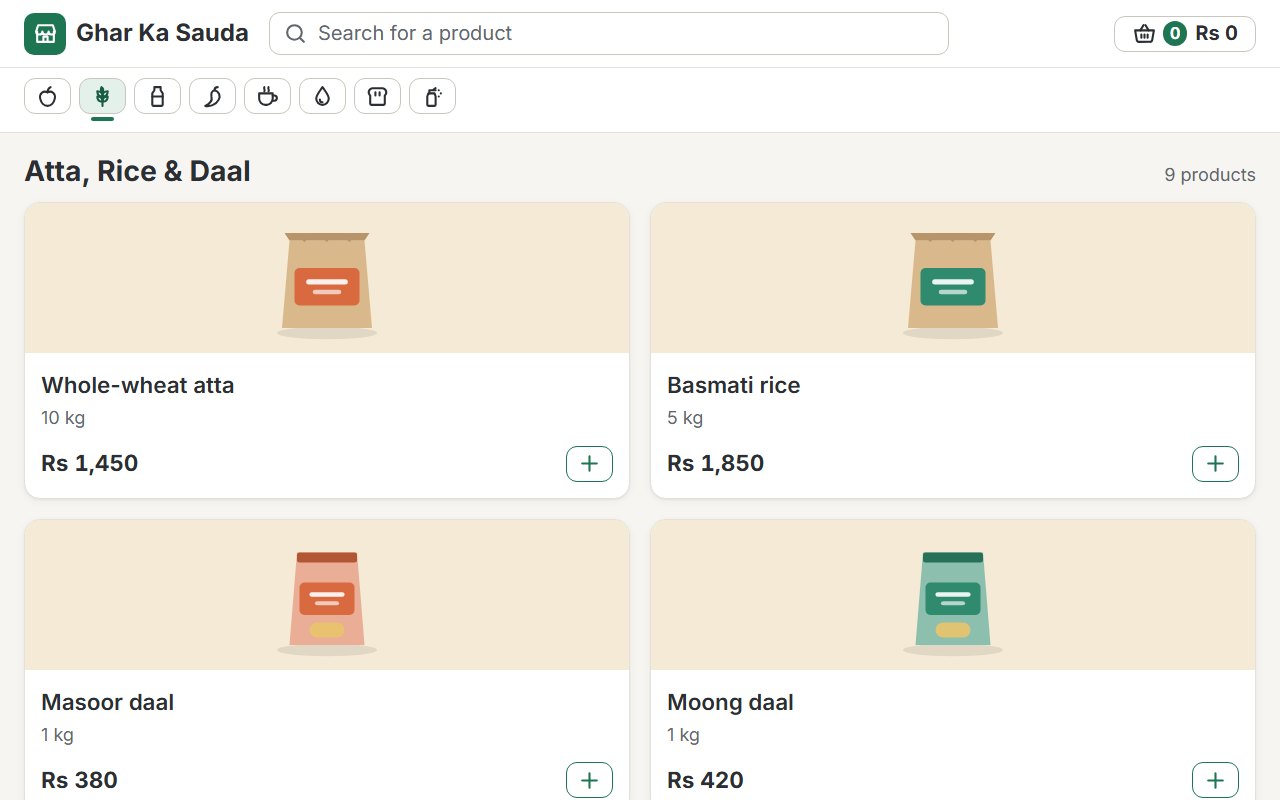 Ghar Ka Sauda
Search for a product
0 Rs 0
Atta, Rice & Daal
9 products
Whole-wheat atta
10 kg
Rs 1,450
Basmati rice
5 kg
Rs 1,850
Masoor daal
1 kg
Rs 380
Moong daal
1 kg
Rs 420